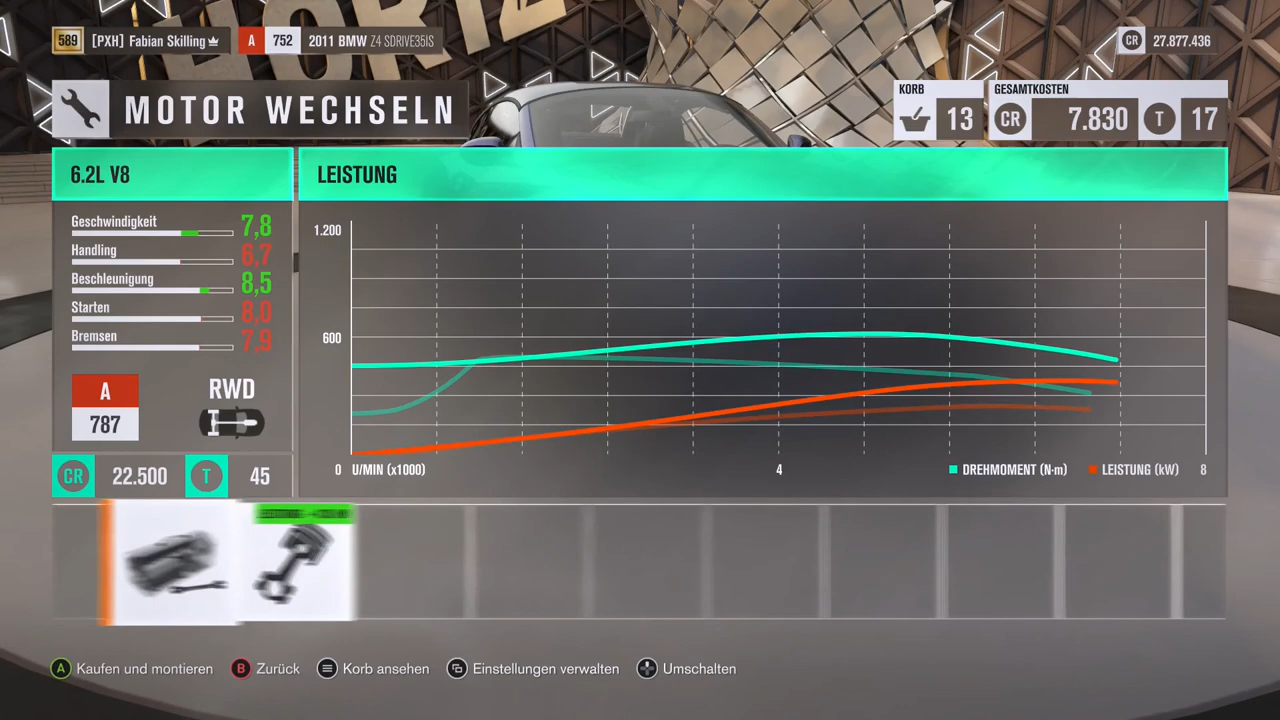 589 [PXH] Fabian Skilling A 752 2011 BMW Z4 SDRIVE35IS CR 27.877.436
MOTOR WECHSELN
KORB
13
GESAMTKOSTEN
CR 7.830 T 17
6.2L V8
Geschwindigkeit 7,8
Handling 6,7
Beschleunigung 8,5
Starten 8,0
Bremsen 7,9
A
787
RWD
CR 22.500 T 45
LEISTUNG
1.200
600
0 U/MIN (x1000) 4 8
DREHMOMENT (N·m) LEISTUNG (kW)
A Kaufen und montieren B Zurück Korb ansehen Einstellungen verwalten Umschalten